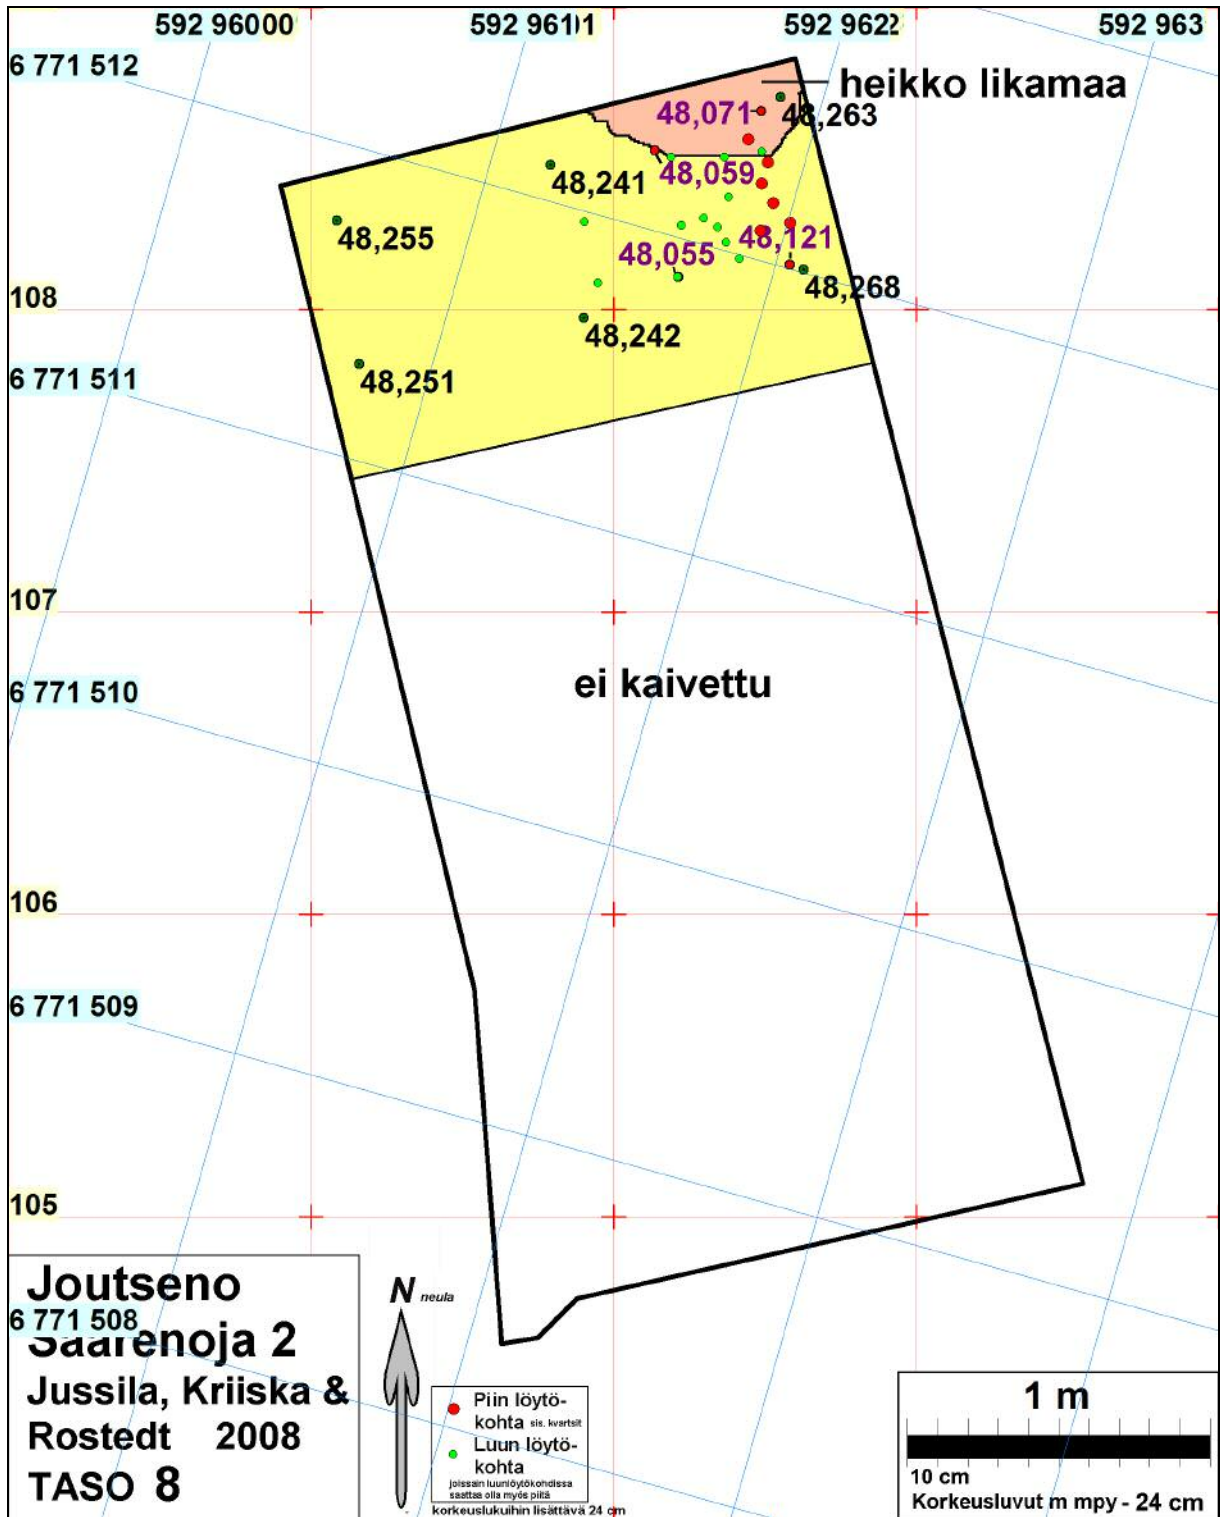 592 960
592 961
592 962
592 963
6 771 512
heikko likamaa
48,071
48,263
48,059
48,241
48,255
48,121
48,055
48,268
108
48,242
6 771 511
48,251
107
ei kaivettu
6 771 510
106
6 771 509
105
Joutseno
6 771 508
Saarenoja 2
Jussila, Kriiska &
Rostedt 2008
TASO 8
N neula
Piin löytö-
kohta sis. kvartsit
Luun löytö-
kohta
joissain luunlöytökohdissa
saattaa olla myös piitä
korkeuslukuihin lisättävä 24 cm
1 m
10 cm
Korkeusluvut m mpy - 24 cm